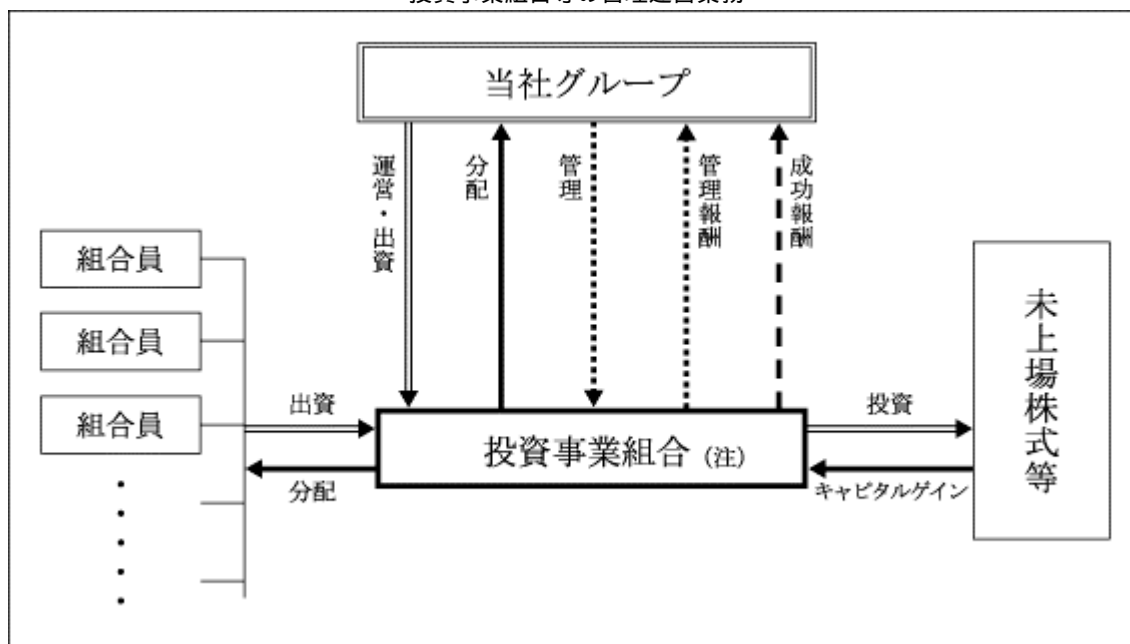 投資事業組合等の管理運営業務
当社グループ
運営・出資
分配
管理
管理報酬
成功報酬
組合員
組合員
組合員
出資
分配
投資事業組合（注）
投資
キャピタルゲイン
未上場株式等